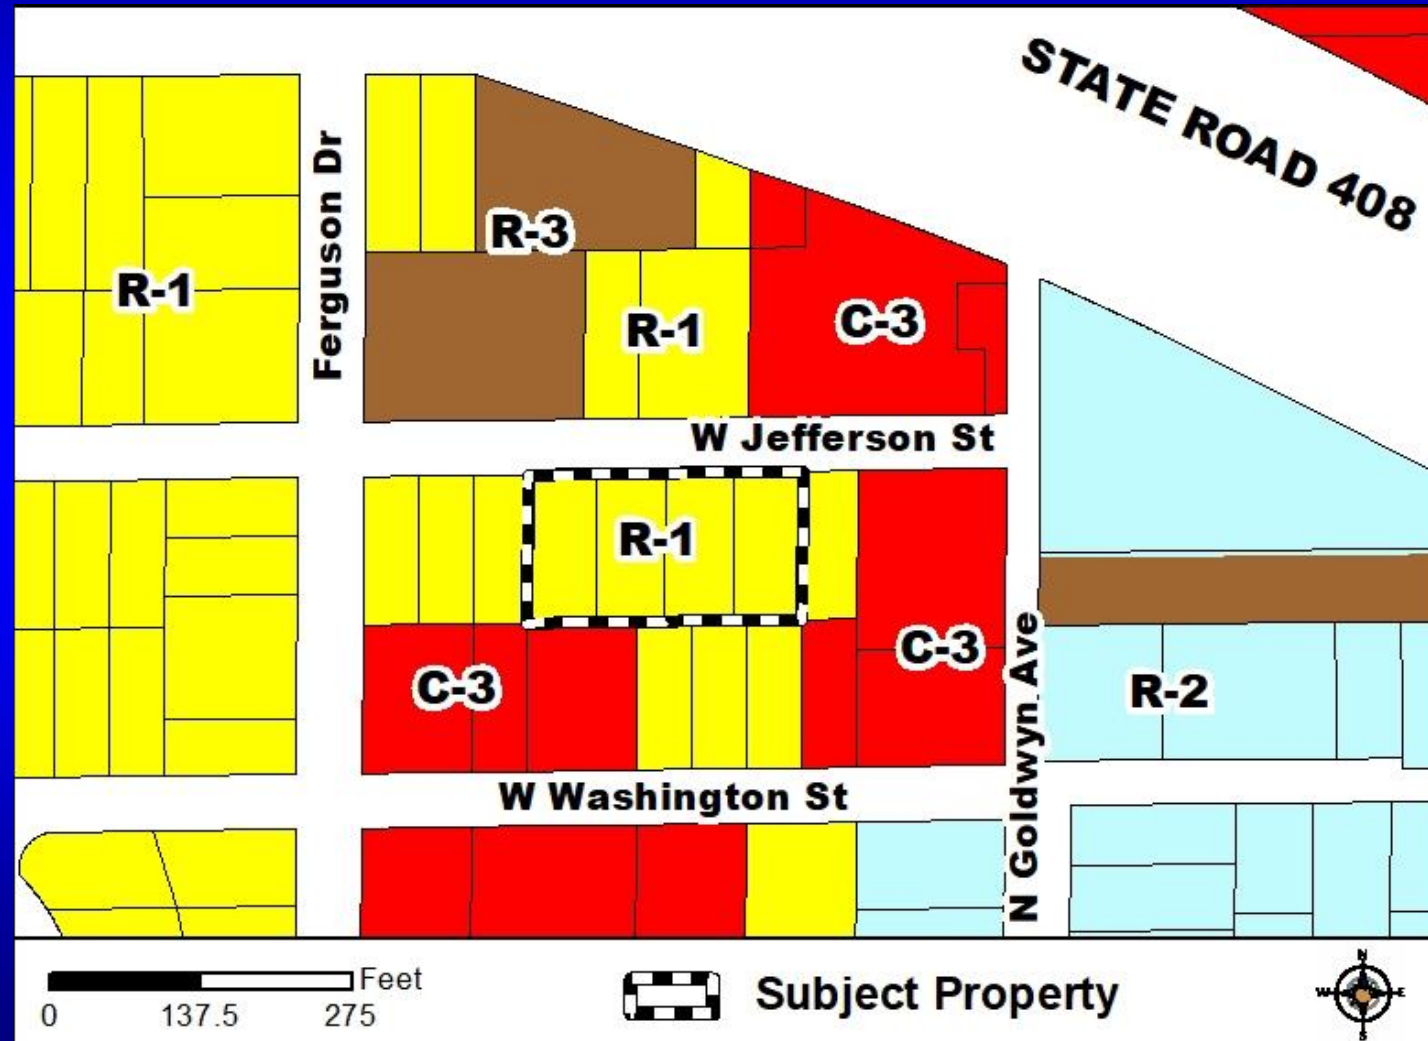 STATE ROAD 408
Ferguson Dr
R-3
R-1
R-1
C-3
W Jefferson St
R-1
C-3
C-3
R-2
N Goldwyn Ave
W Washington St
Feet
0 137.5 275
Subject Property
N
W E
S